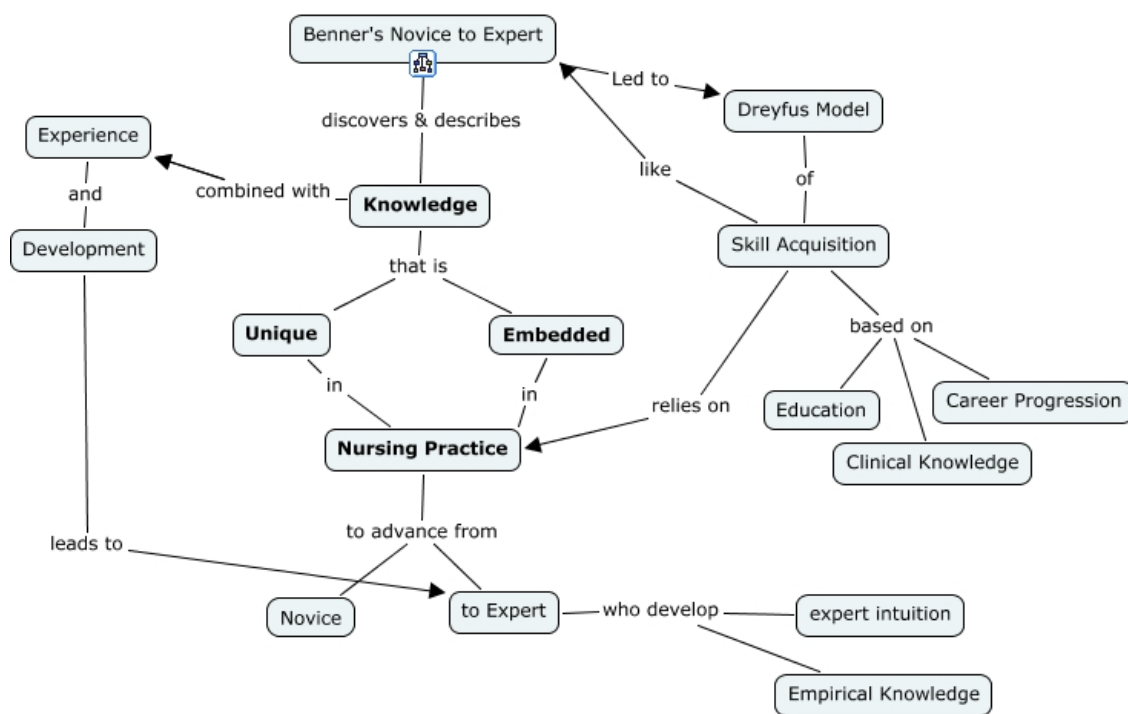 Benner's Novice to Expert
Led to
Dreyfus Model
discovers & describes
Experience
like
of
and
combined with
Knowledge
Development
Skill Acquisition
that is
Unique
Embedded
based on
in
in
relies on
Education
Career Progression
Nursing Practice
Clinical Knowledge
to advance from
leads to
Novice
to Expert
who develop
expert intuition
Empirical Knowledge